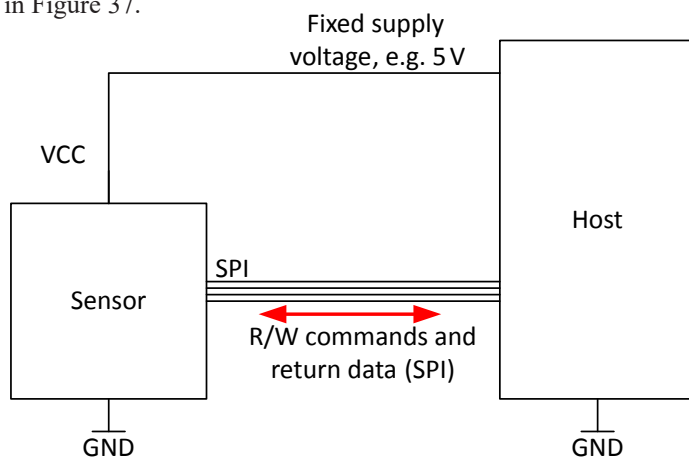 in Figure 37.
Fixed supply
voltage, e.g. 5 V
VCC
Host
SPI
Sensor
R/W commands and
return data (SPI)
GND
GND